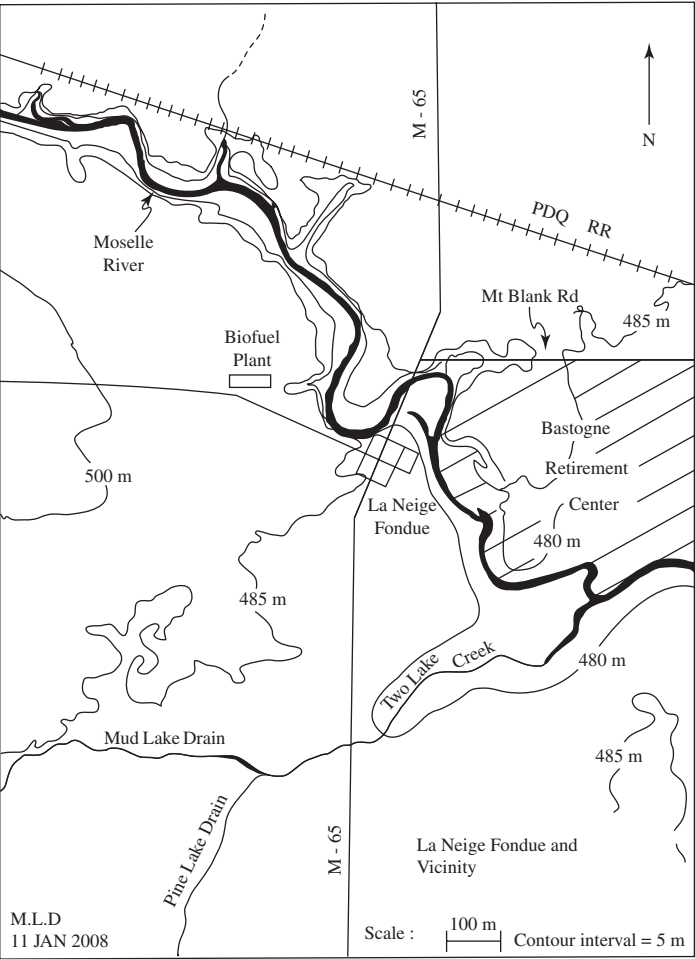 M - 65
N
PDQ RR
Moselle
River
Mt Blank Rd
485 m
Biofuel
Plant
Bastogne
Retirement
Center
500 m
La Neige
Fondue
480 m
485 m
Two Lake Creek
480 m
Mud Lake Drain
485 m
Pine Lake Drain
M - 65
La Neige Fondue and
Vicinity
M.L.D
11 JAN 2008
Scale :
100 m
Contour interval = 5 m